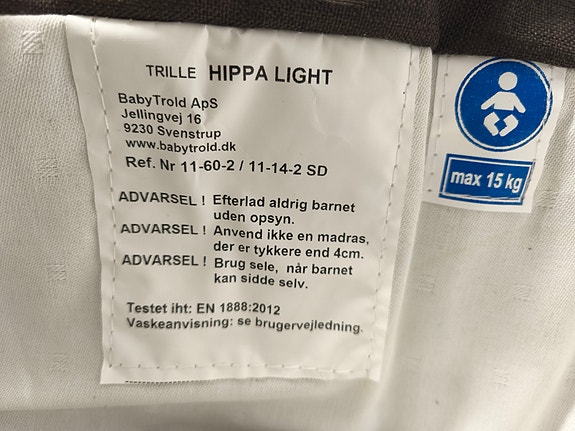 TRILLE HIPPA LIGHT
BabyTrold ApS
Jellingvej 16
9230 Svenstrup
www.babytrold.dk
Ref. Nr 11-60-2 / 11-14-2 SD
ADVARSEL ! Efterlad aldrig barnet
uden opsyn.
ADVARSEL ! Anvend ikke en madras,
der er tykkere end 4cm.
ADVARSEL ! Brug sele, når barnet
kan sidde selv.
Testet iht: EN 1888:2012
Vaskeanvisning: se brugervejledning.
max 15 kg